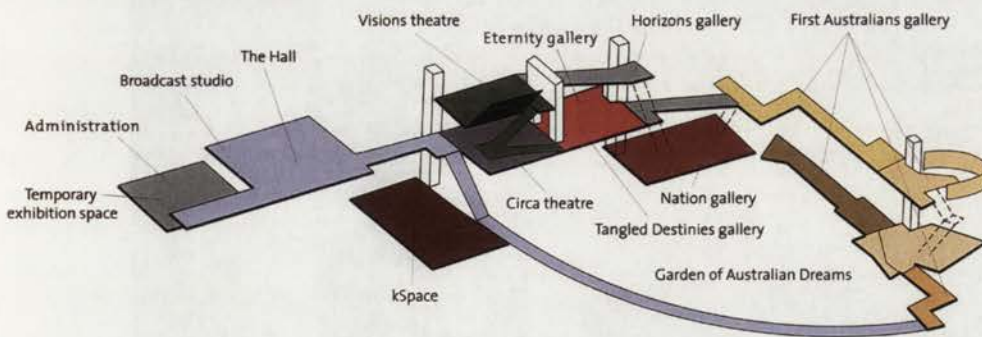 Visions theatre
Eternity gallery
Horizons gallery
First Australians gallery
The Hall
Broadcast studio
Administration
Temporary
exhibition space
Circa theatre
Nation gallery
Tangled Destinies gallery
kSpace
Garden of Australian Dreams